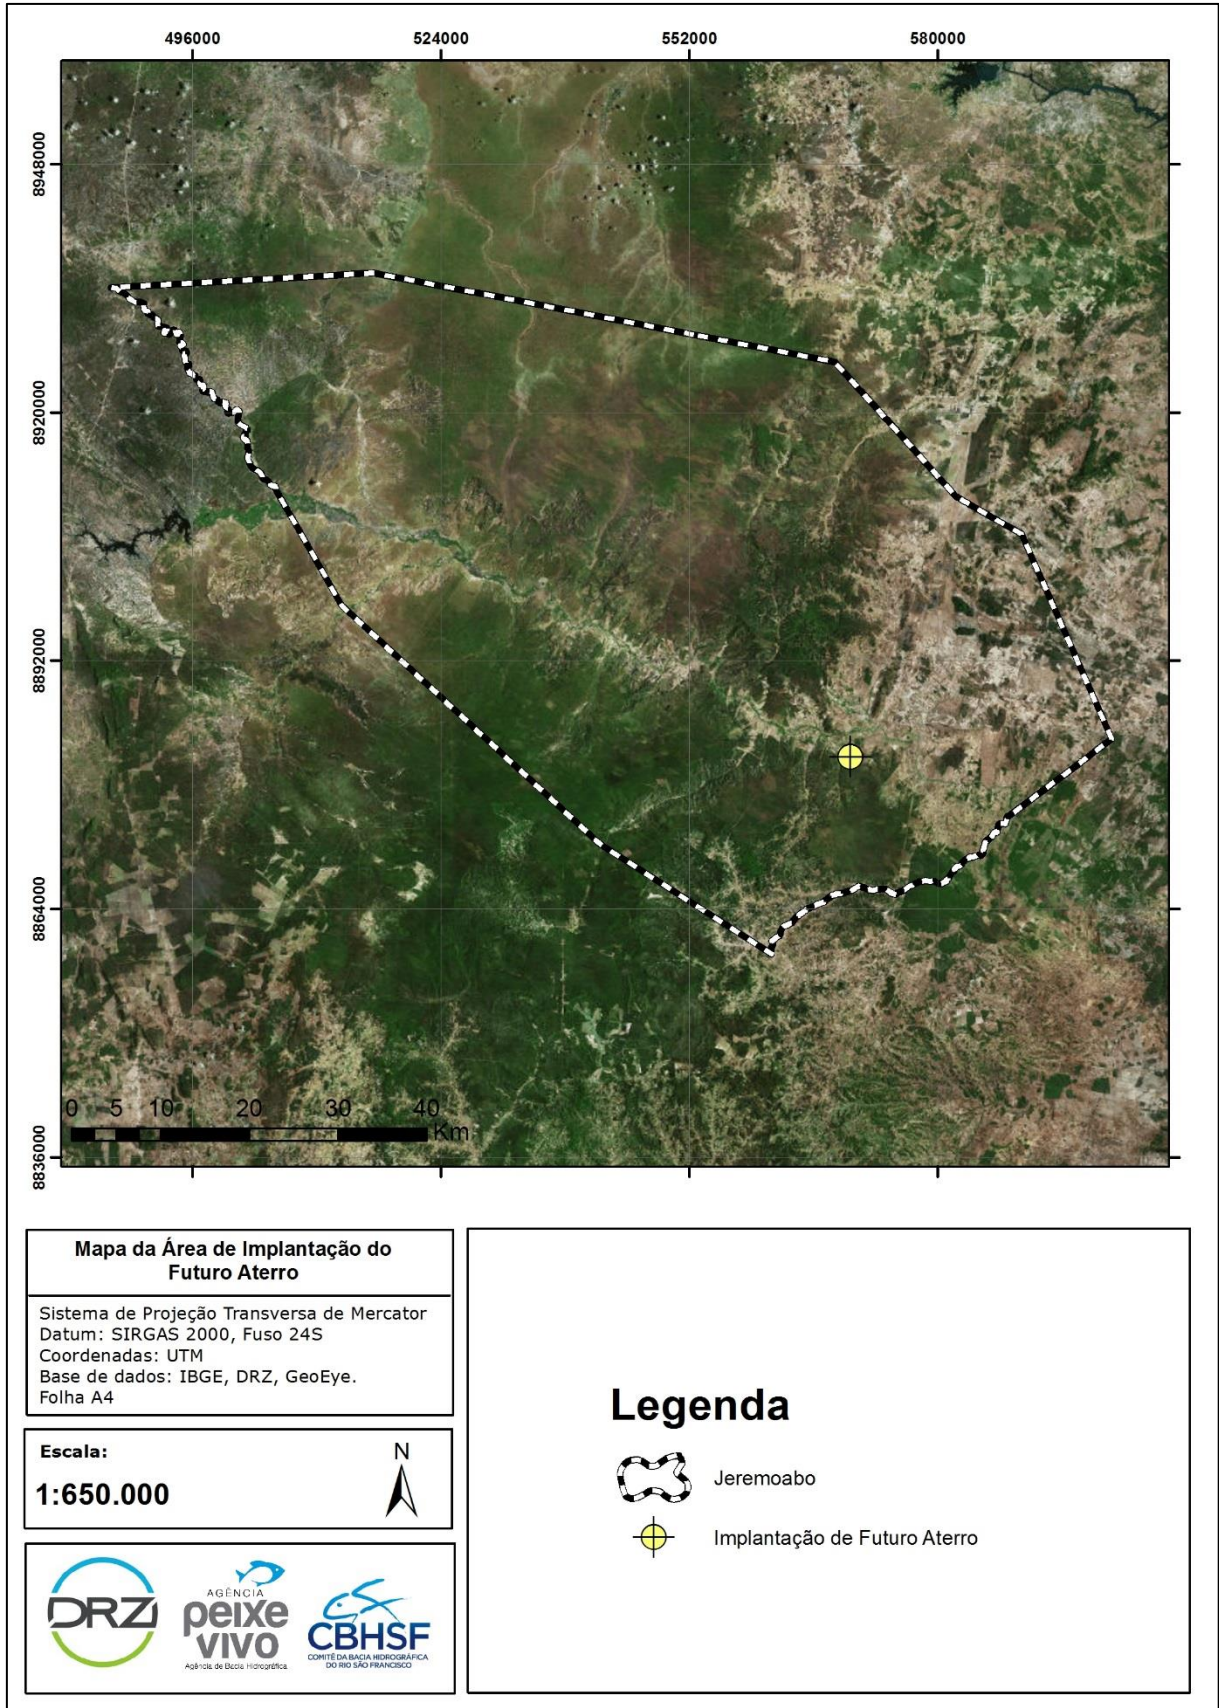 496000 524000 552000 580000
8948000
8920000
8892000
8864000
8836000
0 5 10 20 30 40
Km
Mapa da Área de Implantação do
Futuro Aterro
Sistema de Projeção Transversa de Mercator
Datum: SIRGAS 2000, Fuso 24S
Coordenadas: UTM
Base de dados: IBGE, DRZ, GeoEye.
Folha A4
Escala:
1:650.000
N
DRZ
AGÊNCIA
peixe
vivo
Agência de Bacia Hidrográfica
CBHSF
COMITÊ DA BACIA HIDROGRÁFICA
DO RIO SÃO FRANCISCO
Legenda
Jeremoabo
Implantação de Futuro Aterro